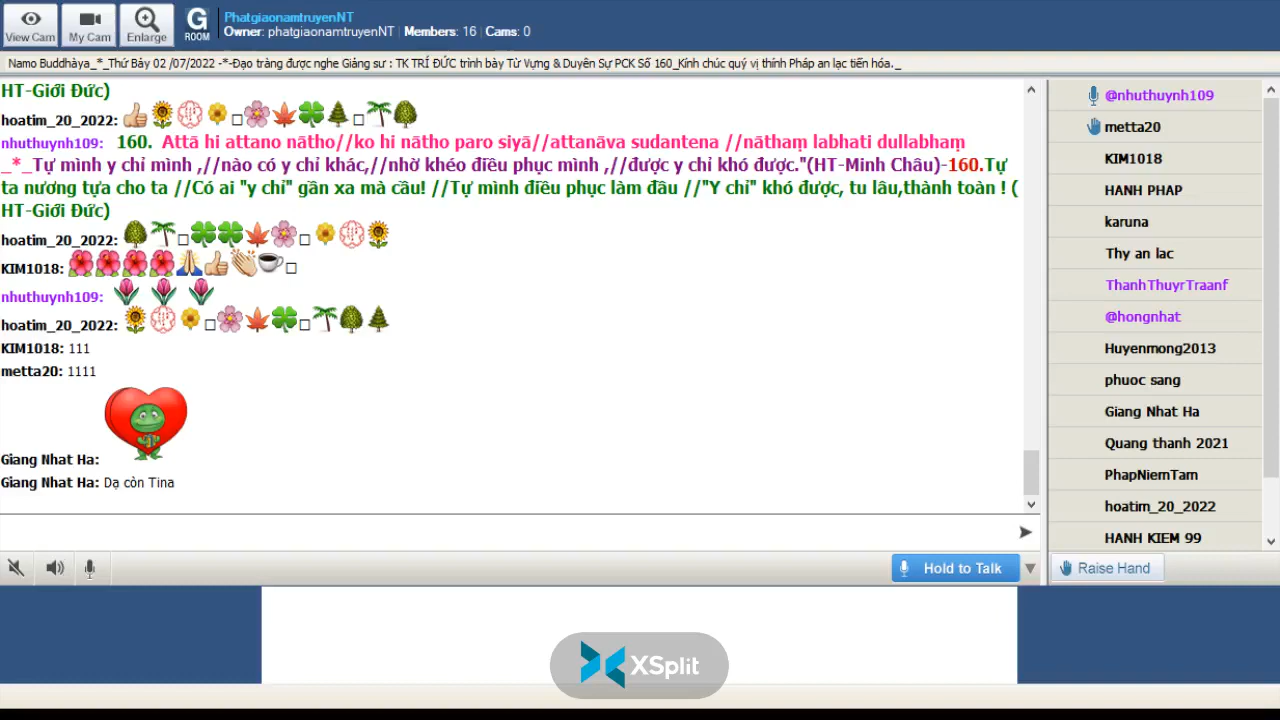 View Cam
My Cam
Enlarge
G
ROOM
PhatgiaonamtruyenNT
Owner: phatgiaonamtruyenNT | Members: 16 | Cams: 0
Namo Buddhàya_*_Thứ Bảy 02 /07/2022 -*-Đạo tràng được nghe Giảng sư : TK TRÍ ĐỨC trình bày Từ Vựng & Duyên Sự PCK Số 160_Kính chúc quý vị thính Pháp an lạc tiến hóa._
HT-Giới Đức)
hoatim_20_2022:
nhuthuynh109: 160. Attā hi attano nātho//ko hi nātho paro siyā//attanāva sudantena //nāthaṃ labhati dullabhaṃ
_*_Tự mình y chỉ mình ,//nào có y chỉ khác,//nhờ khéo điều phục mình ,//được y chỉ khó được."(HT-Minh Châu)-160.Tự
ta nương tựa cho ta //Có ai "y chỉ" gần xa mà cầu! //Tự mình điều phục làm đầu //"Y chỉ" khó được, tu lâu,thành toàn ! (
HT-Giới Đức)
hoatim_20_2022:
KIM1018:
nhuthuynh109:
hoatim_20_2022:
KIM1018: 111
metta20: 1111
Giang Nhat Ha:
Giang Nhat Ha: Dạ còn Tina
@nhuthuynh109
metta20
KIM1018
HANH PHAP
karuna
Thy an lac
ThanhThuyrTraanf
@hongnhat
Huyenmong2013
phuoc sang
Giang Nhat Ha
Quang thanh 2021
PhapNiemTam
hoatim_20_2022
HANH KIEM 99
Hold to Talk
Raise Hand
XSplit